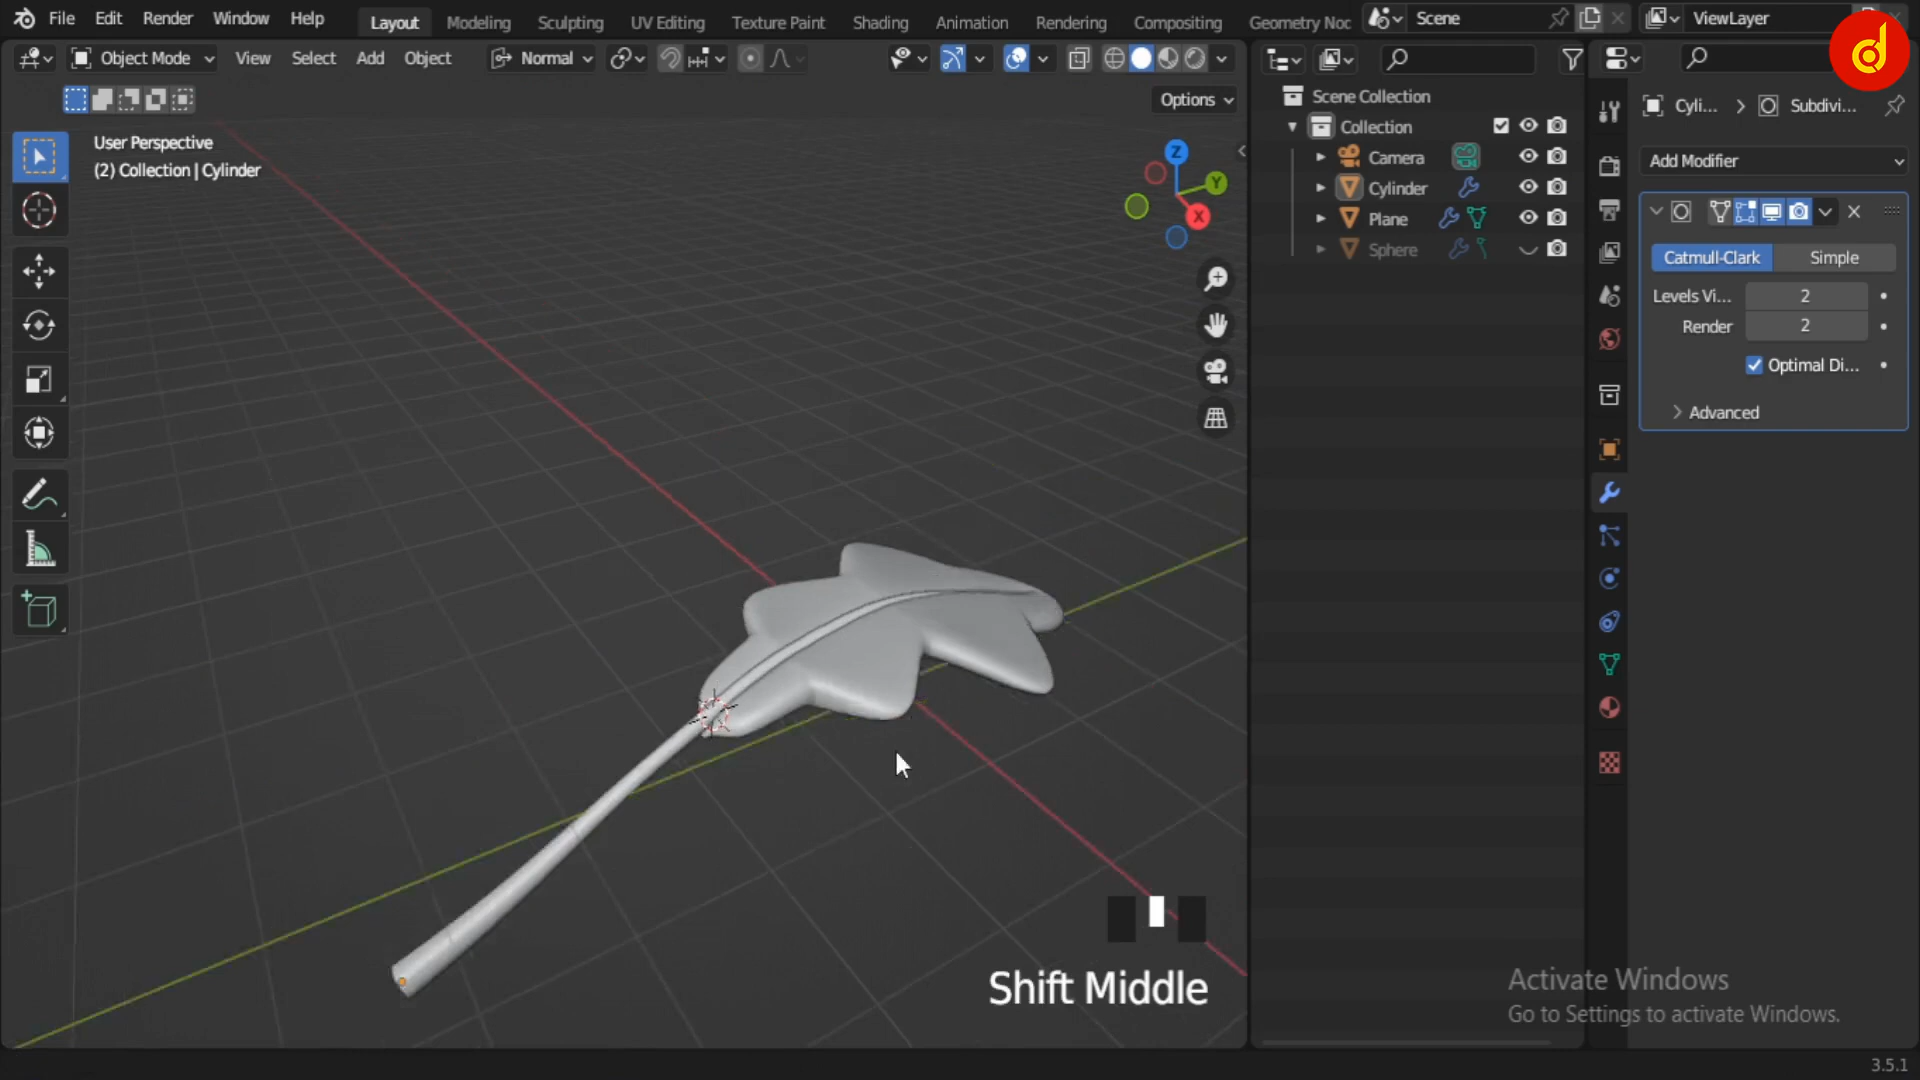 File Edit Render Window Help Layout Modeling Sculpting UV Editing Texture Paint Shading Animation Rendering Compositing Geometry Noc Scene ViewLayer
Object Mode View Select Add Object Normal
Options
User Perspective
(2) Collection | Cylinder
Z
Y
X
Scene Collection
Collection
Camera
Cylinder
Plane
Sphere
Cyli... Subdivi...
Add Modifier
Catmull-Clark Simple
Levels Vi... 2
Render 2
Optimal Di...
Advanced
Shift Middle
Activate Windows
Go to Settings to activate Windows.
3.5.1